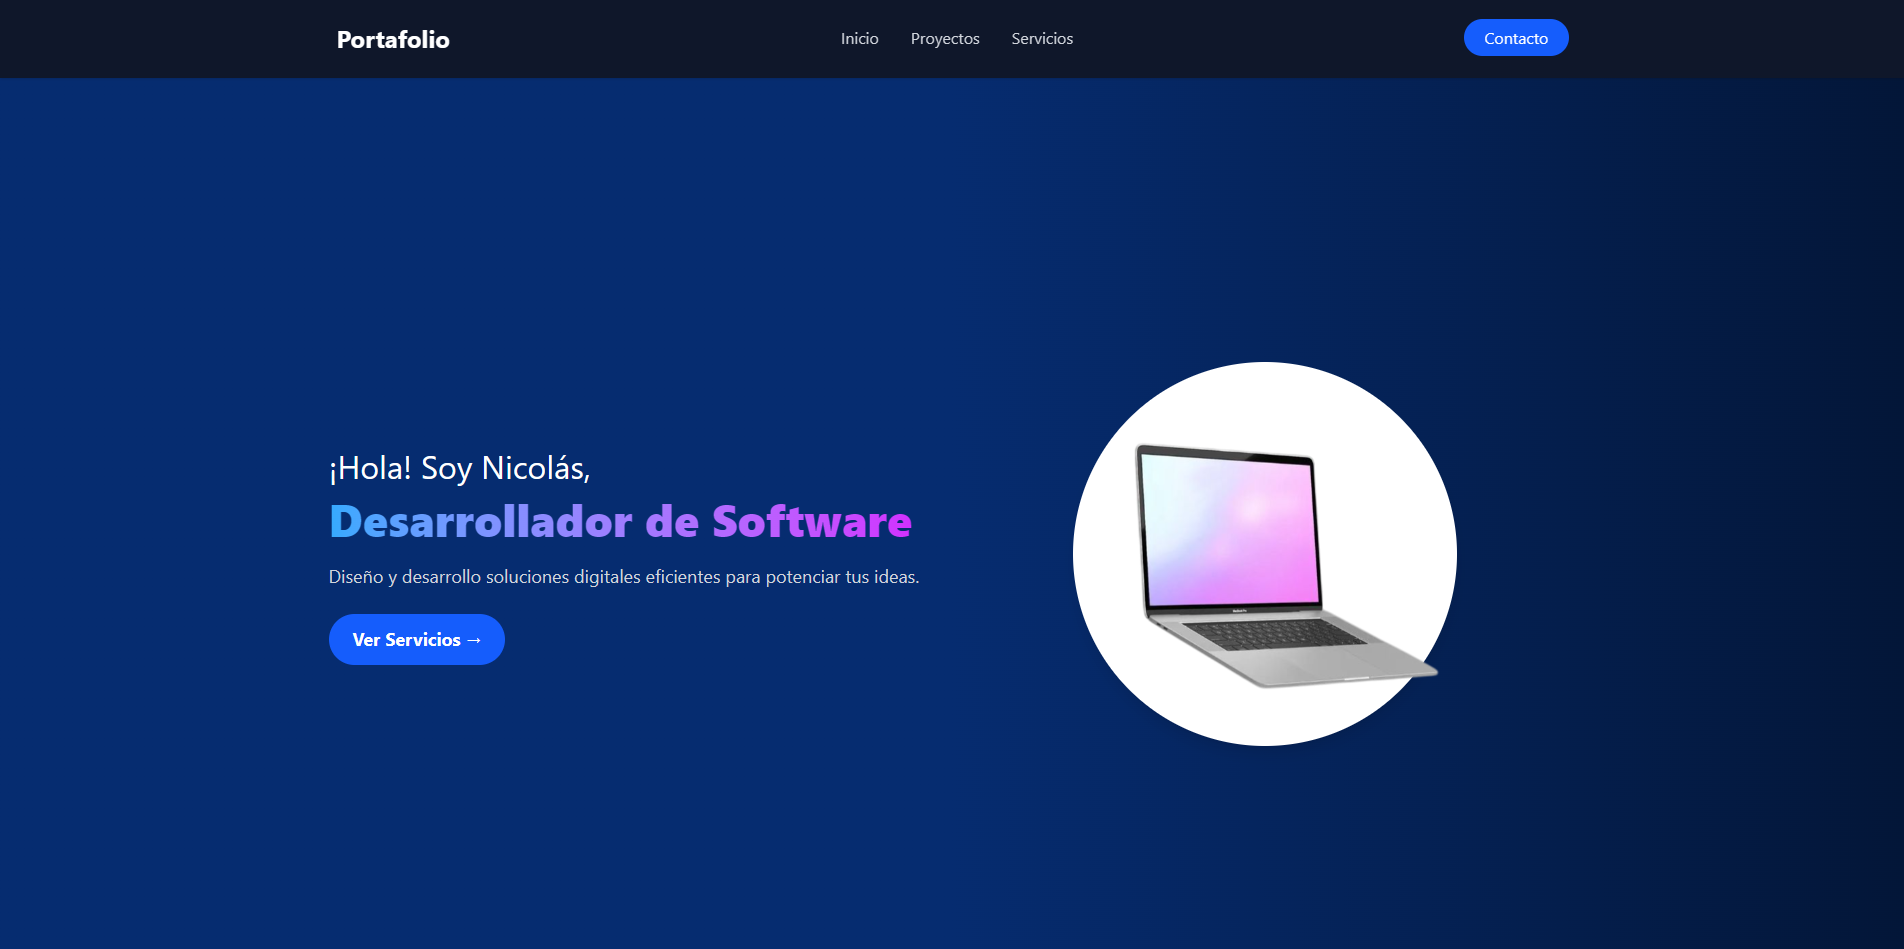 Portafolio
Inicio Proyectos Servicios
Contacto
¡Hola! Soy Nicolás,
Desarrollador de Software
Diseño y desarrollo soluciones digitales eficientes para potenciar tus ideas.
Ver Servicios →